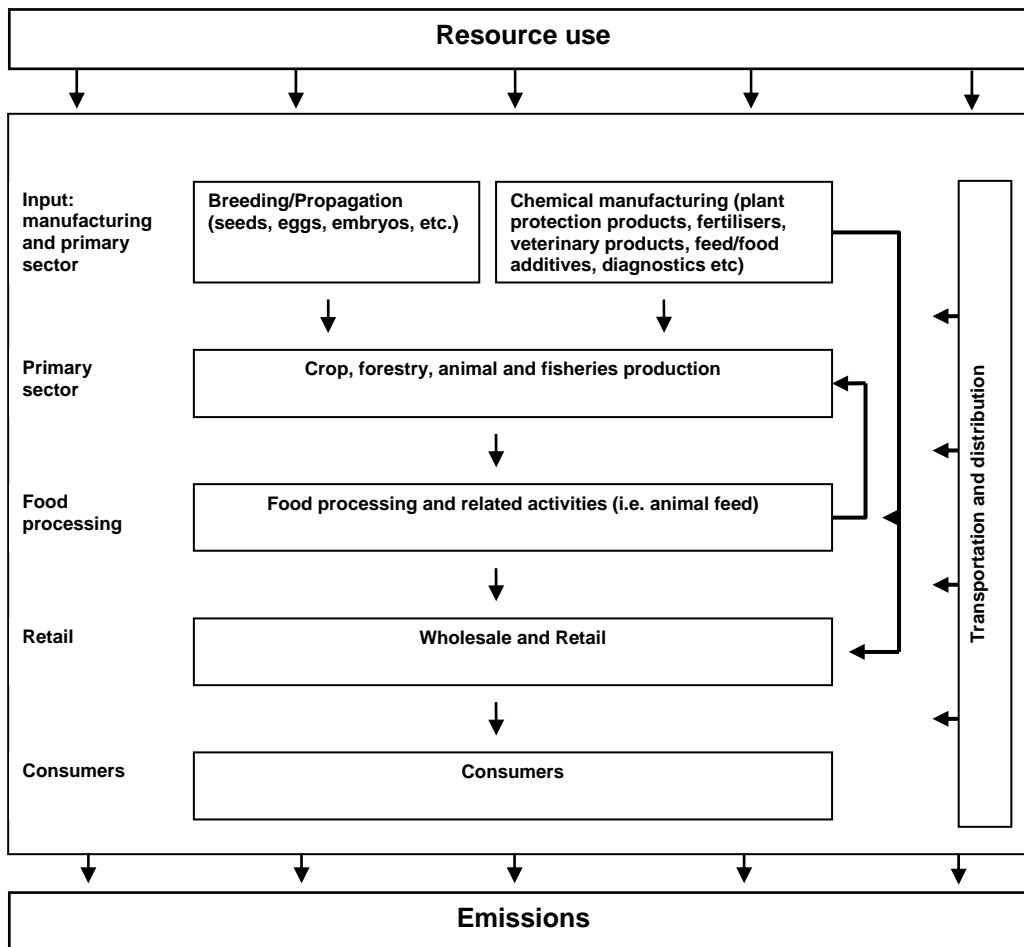 Resource use
Input:
manufacturing
and primary
sector
Breeding/Propagation
(seeds, eggs, embryos, etc.)
Chemical manufacturing (plant
protection products, fertilisers,
veterinary products, feed/food
additives, diagnostics etc)
Primary
sector
Crop, forestry, animal and fisheries production
Food
processing
Food processing and related activities (i.e. animal feed)
Retail
Wholesale and Retail
Consumers
Consumers
Transportation and distribution
Emissions